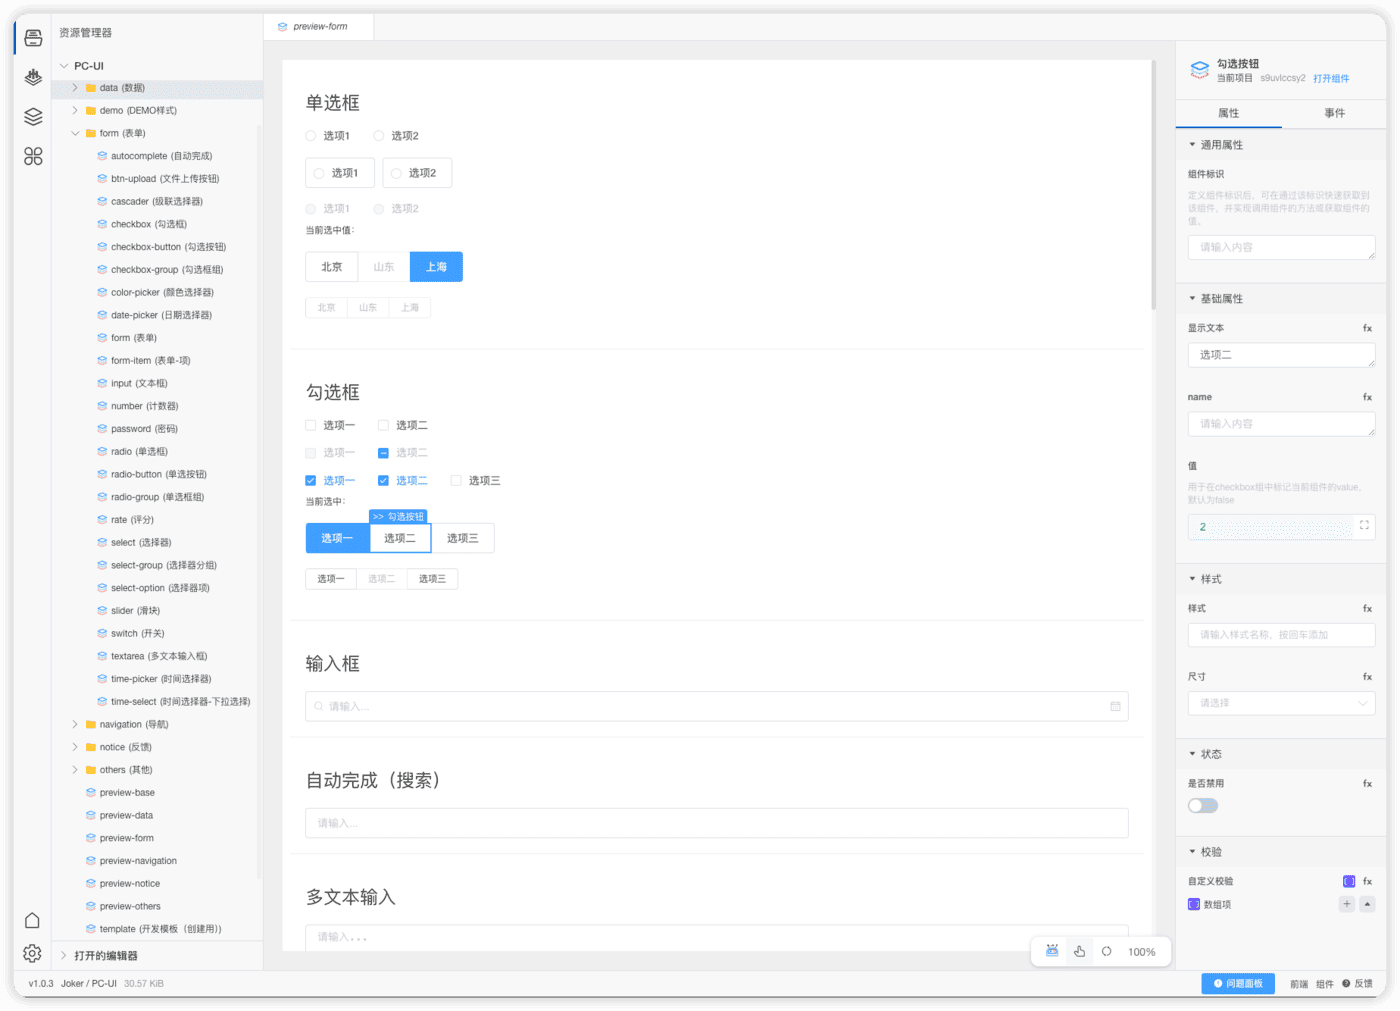 资源管理器
PC-UI
data (数据)
demo (DEMO样式)
form (表单)
autocomplete (自动完成)
btn-upload (文件上传按钮)
cascader (级联选择器)
checkbox (勾选框)
checkbox-button (勾选按钮)
checkbox-group (勾选框组)
color-picker (颜色选择器)
date-picker (日期选择器)
form (表单)
form-item (表单-项)
input (文本框)
number (计数器)
password (密码)
radio (单选框)
radio-button (单选按钮)
radio-group (单选框组)
rate (评分)
select (选择器)
select-group (选择器分组)
select-option (选择器项)
slider (滑块)
switch (开关)
textarea (多文本输入框)
time-picker (时间选择器)
time-select (时间选择器-下拉选择)
navigation (导航)
notice (反馈)
others (其他)
preview-base
preview-data
preview-form
preview-navigation
preview-notice
preview-others
template (开发模板（创建用）)
打开的编辑器
preview-form
单选框
选项1 选项2
选项1 选项2
选项1 选项2
当前选中值:
北京 山东 上海
北京 山东 上海
勾选框
选项一 选项二
选项一 选项二
选项一 选项二 选项三
当前选中:
>> 勾选按钮
选项一 选项二 选项三
选项一 选项二 选项三
输入框
请输入...
自动完成（搜索）
请输入...
多文本输入
请输入...
100%
勾选按钮
当前项目 s9uvlccsy2 打开组件
属性 事件
通用属性
组件标识
定义组件标识后，可在通过该标识快速获取到
该组件，并实现调用组件的方法或获取组件的
值。
请输入内容
基础属性
显示文本 fx
选项二
name fx
请输入内容
值
用于在checkbox组中标记当前组件的value，
默认为false
2
样式
样式 fx
请输入样式名称，按回车添加
尺寸 fx
请选择
状态
是否禁用 fx
校验
自定义校验 fx
数组项
v1.0.3 Joker / PC-UI 30.57 KiB
问题面板 前端 组件 反馈